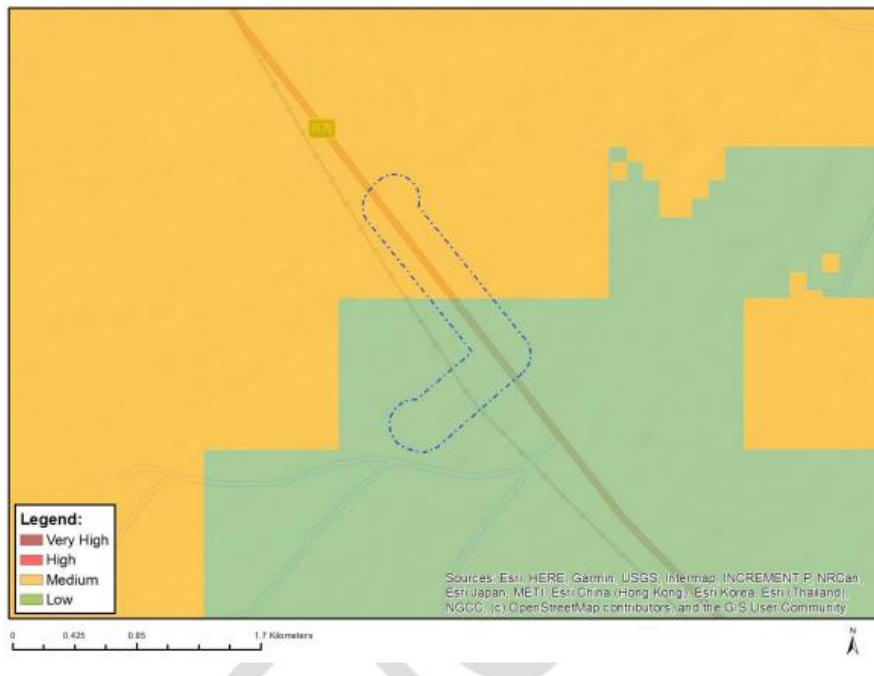 Legend:
Very High
High
Medium
Low
Sources: Esri, HERE, Garmin, USGS, Intermap, INCREMENT P, NRCan,
Esri Japan, METI, Esri China (Hong Kong), Esri Korea, Esri (Thailand),
NGCC, (c) OpenStreetMap contributors, and the GIS User Community
0 0.425 0.85 1.7 Kilometers
N